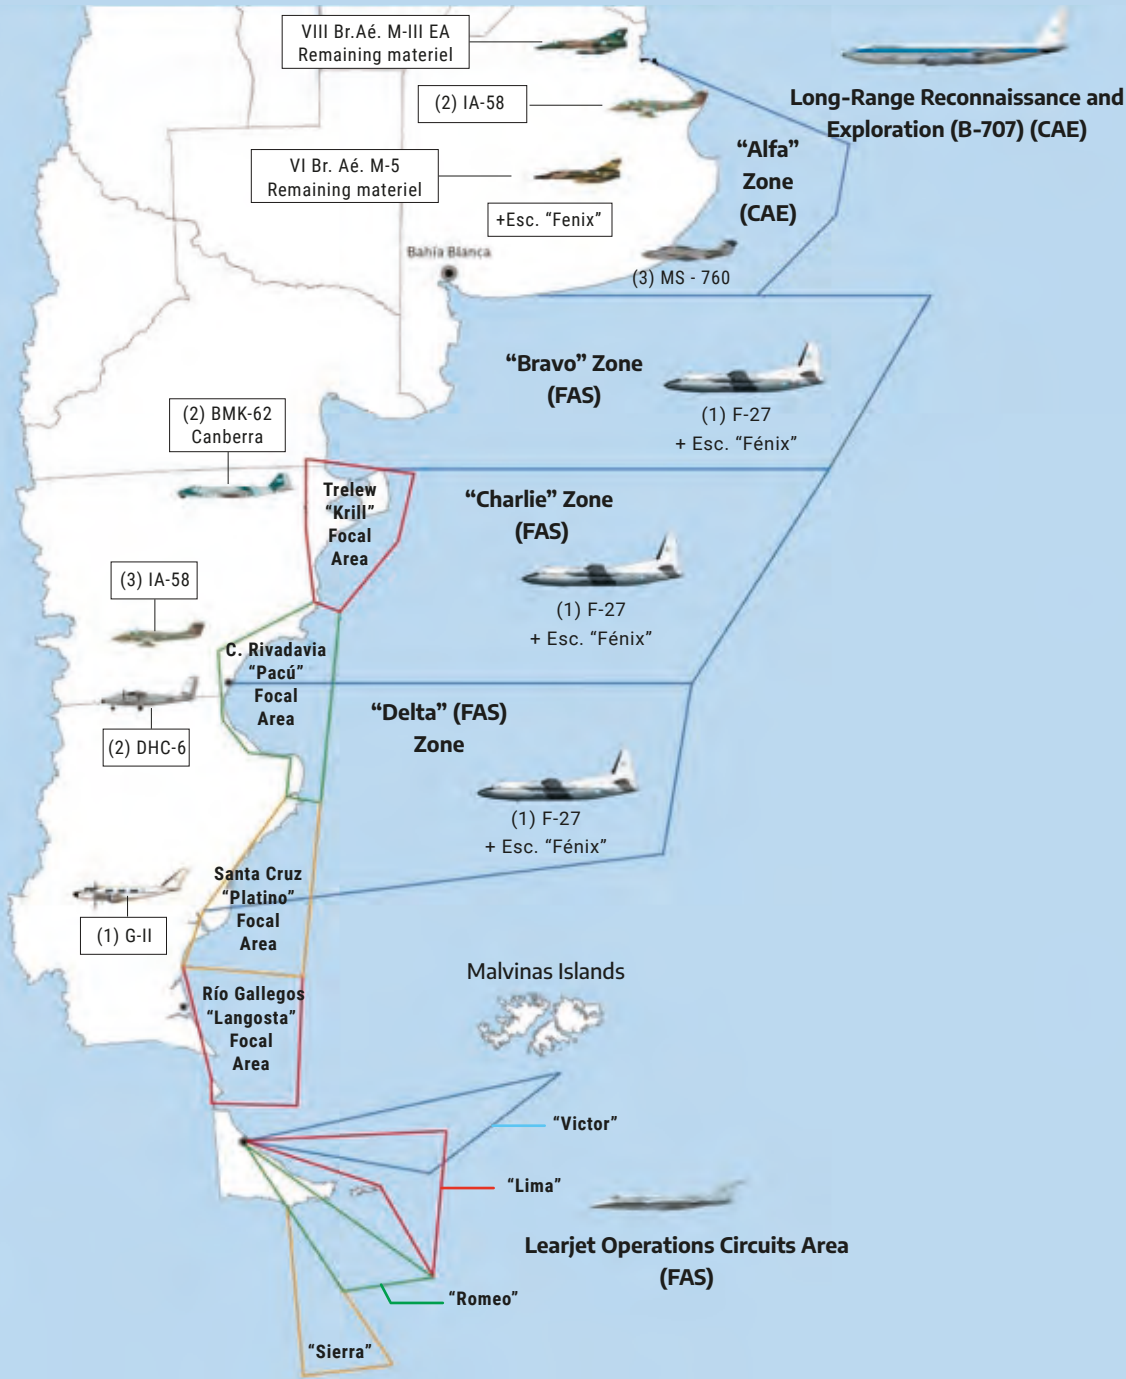 VIII Br.Aé. M-III EA
Remaining materiel
(2) IA-58
Long-Range Reconnaissance and
Exploration (B-707) (CAE)
“Alfa”
Zone
(CAE)
VI Br. Aé. M-5
Remaining materiel
+Esc. “Fenix”
Bahía Blanca
(3) MS - 760
“Bravo” Zone
(FAS)
(1) F-27
+ Esc. “Fénix”
(2) BMK-62
Canberra
Trelew
“Krill”
Focal
Area
“Charlie” Zone
(FAS)
(1) F-27
+ Esc. “Fénix”
(3) IA-58
C. Rivadavia
“Pacú”
Focal
Area
(2) DHC-6
“Delta” (FAS)
Zone
(1) F-27
+ Esc. “Fénix”
Santa Cruz
“Platino”
Focal
Area
(1) G-II
Malvinas Islands
Río Gallegos
“Langosta”
Focal
Area
“Victor”
“Lima”
Learjet Operations Circuits Area
(FAS)
“Romeo”
“Sierra”